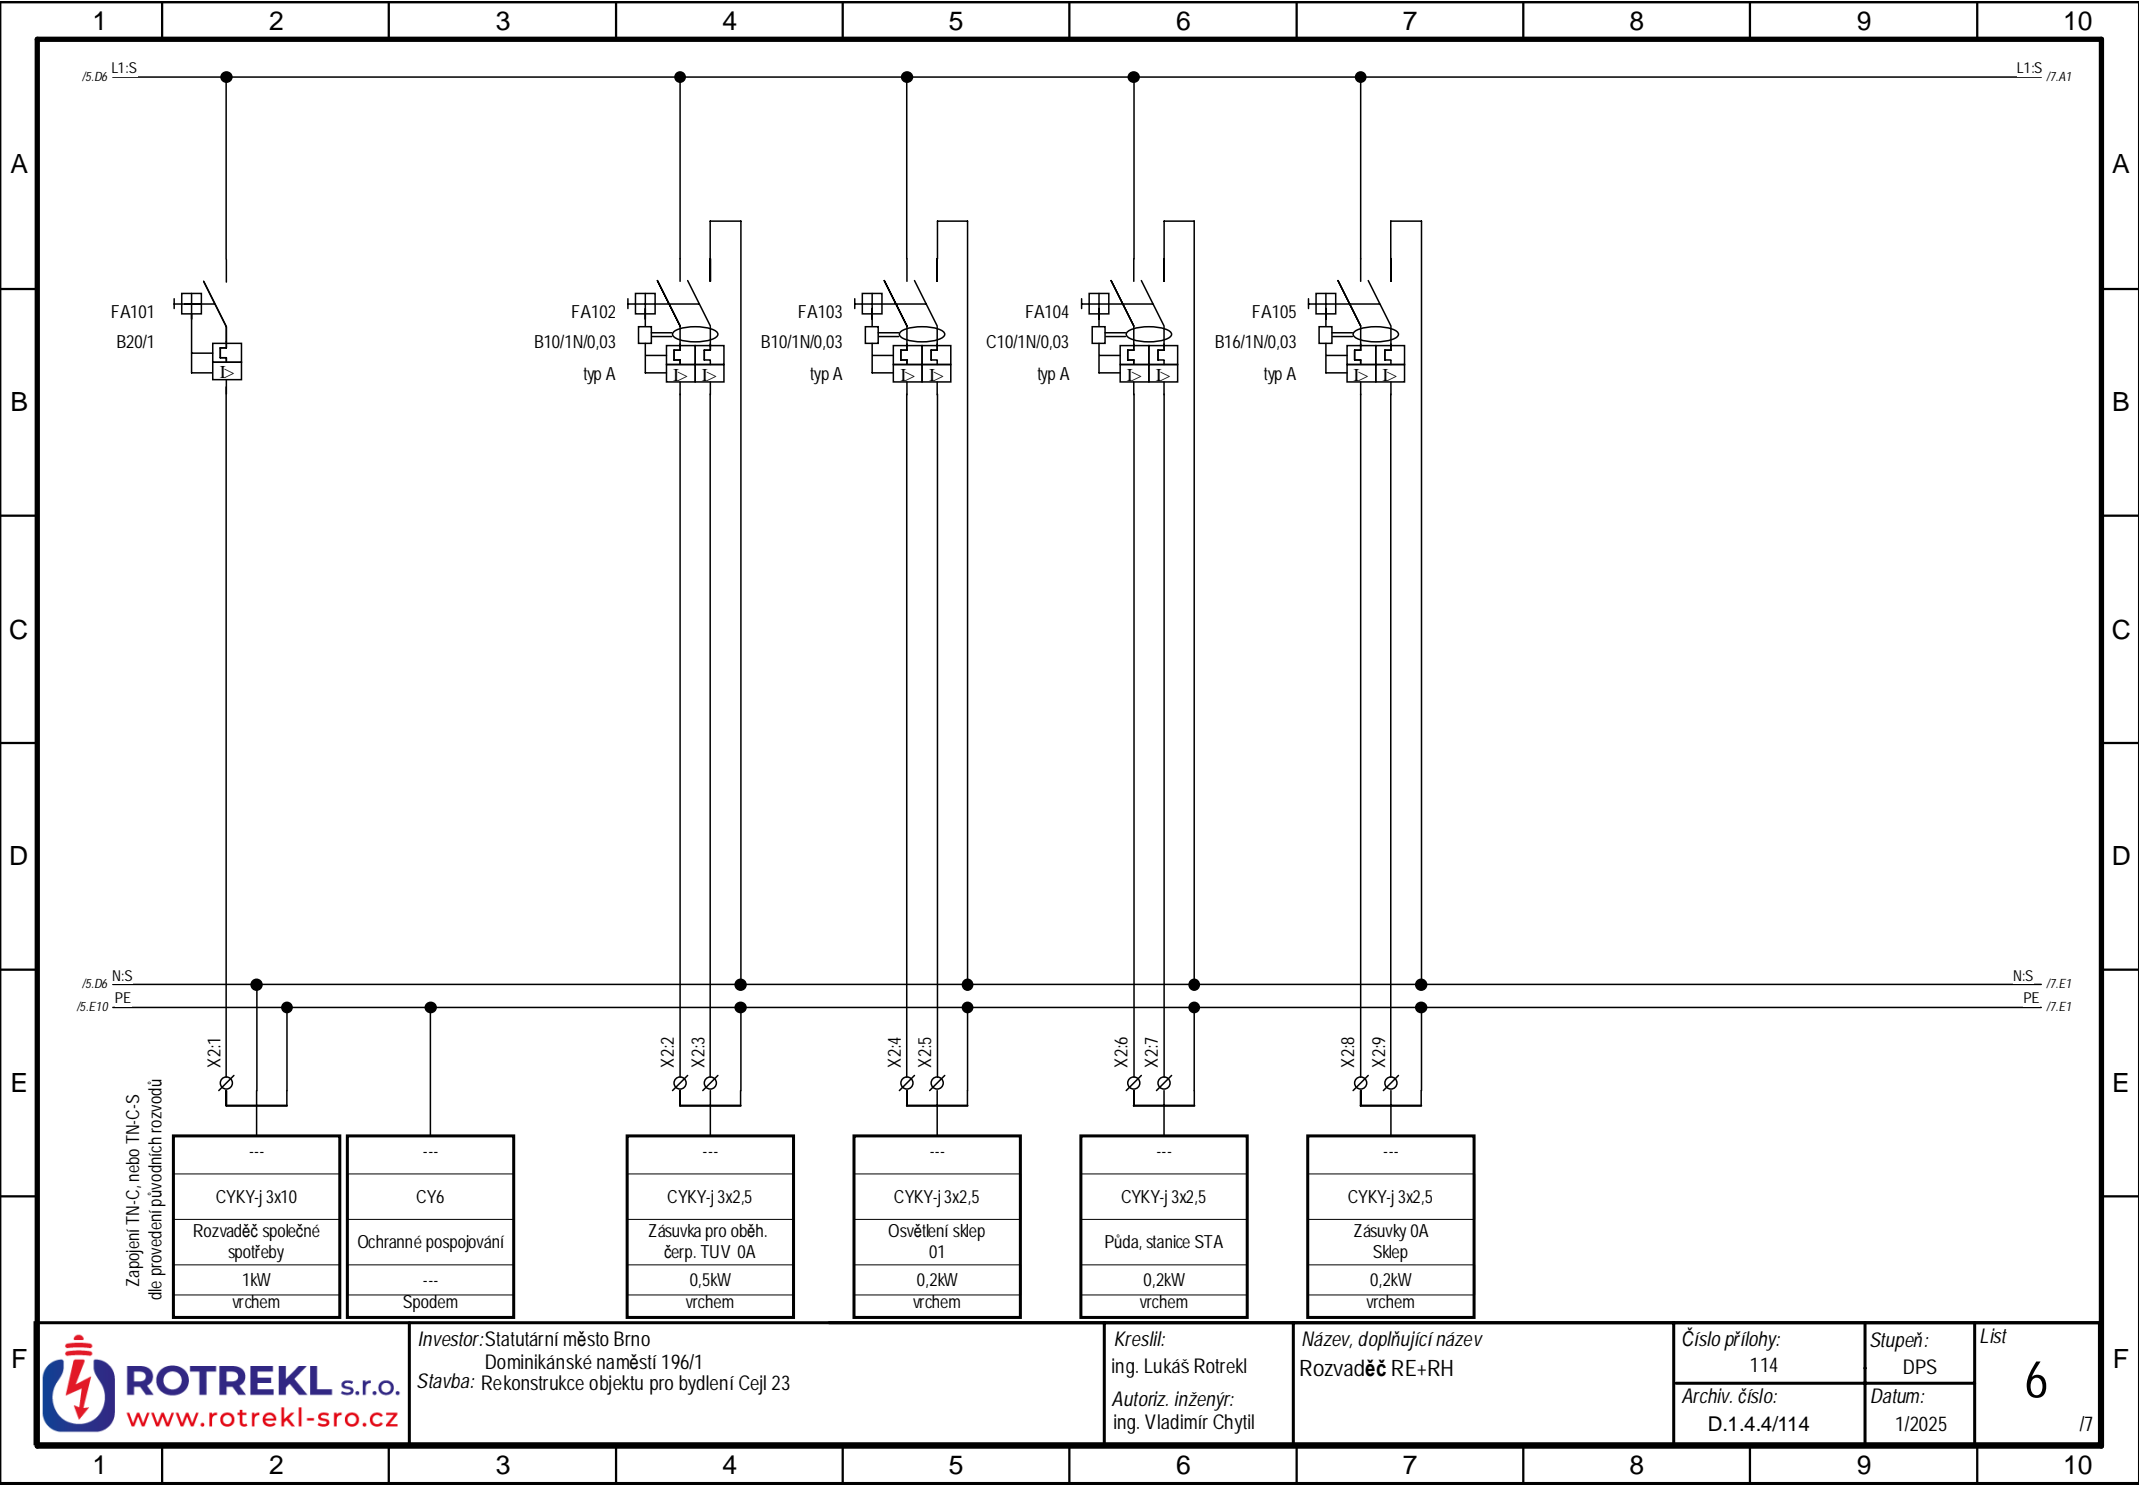 1 2 3 4 5 6 7 8 9 10
/5.D6 L1:S L1:S /7.A1
A A
FA101
B20/1
FA102
B10/1N/0,03
typ A
FA103
B10/1N/0,03
typ A
FA104
C10/1N/0,03
typ A
FA105
B16/1N/0,03
typ A
I> I> I> I> I> I> I> I> I>
B B
C C
D D
/5.D6 N:S N:S /7.E1
/5.E10 PE PE /7.E1
X2:1 X2:2 X2:3 X2:4 X2:5 X2:6 X2:7 X2:8 X2:9
E E
Zapojení TN-C, nebo TN-C-S
dle provedení původních rozvodů
---
CYKY-j 3x10
Rozvaděč společné
spotřeby
1kW
vrchem
---
CY6
Ochranné pospojování
---
Spodem
---
CYKY-j 3x2,5
Zásuvka pro oběh.
čerp. TUV 0A
0,5kW
vrchem
---
CYKY-j 3x2,5
Osvětlení sklep
01
0,2kW
vrchem
---
CYKY-j 3x2,5
Půda, stanice STA
0,2kW
vrchem
---
CYKY-j 3x2,5
Zásuvky 0A
Sklep
0,2kW
vrchem
F F
ROTREKL s.r.o.
www.rotrekl-sro.cz
Investor: Statutární město Brno
Dominikánské naměstí 196/1
Stavba: Rekonstrukce objektu pro bydlení Cejl 23
Kreslil:
ing. Lukáš Rotrekl
Autoriz. inženýr:
ing. Vladimír Chytil
Název, doplňující název
Rozvaděč RE+RH
Číslo přílohy:
114
Archiv. číslo:
D.1.4.4/114
Stupeň:
DPS
Datum:
1/2025
List
6
/7
1 2 3 4 5 6 7 8 9 10